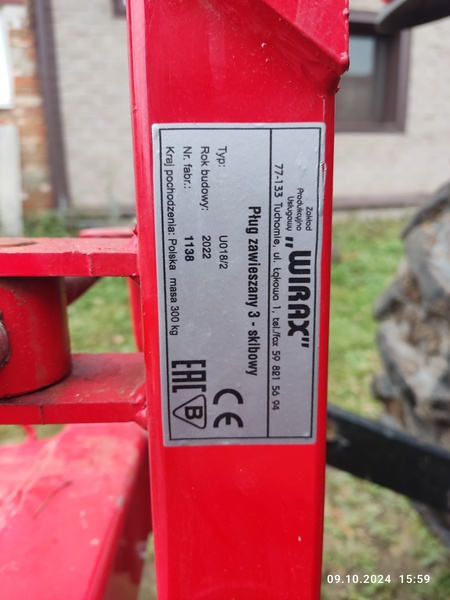 Zakład
Produkcyjno
Usługowy
„WIRAX"
77-133 Tuchomie, ul. Łąkowa 1, tel./fax 59 821 56 94
Pług zawieszany 3 - skibowy
Typ: U018/2
Rok budowy: 2022
Nr. fabr.: 1138
Kraj pochodzenia: Polska masa 300 kg
CE
EAC
B
09.10.2024 15:59